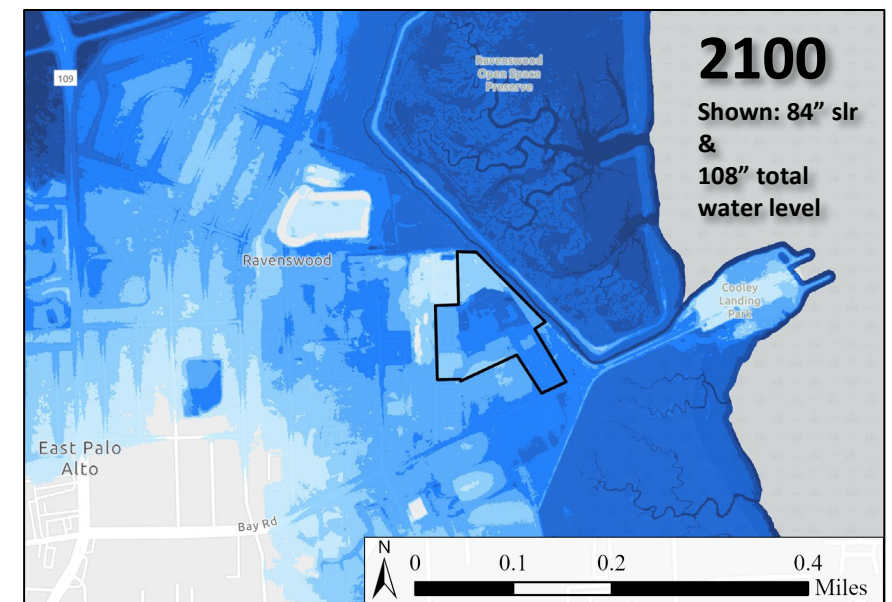 2100
Shown: 84” slr
&
108” total
water level
109
Ravenswood
Open Space
Preserve
Ravenswood
Cooley
Landing
Park
East Palo
Alto
Bay Rd
N
0 0.1 0.2 0.4
Miles